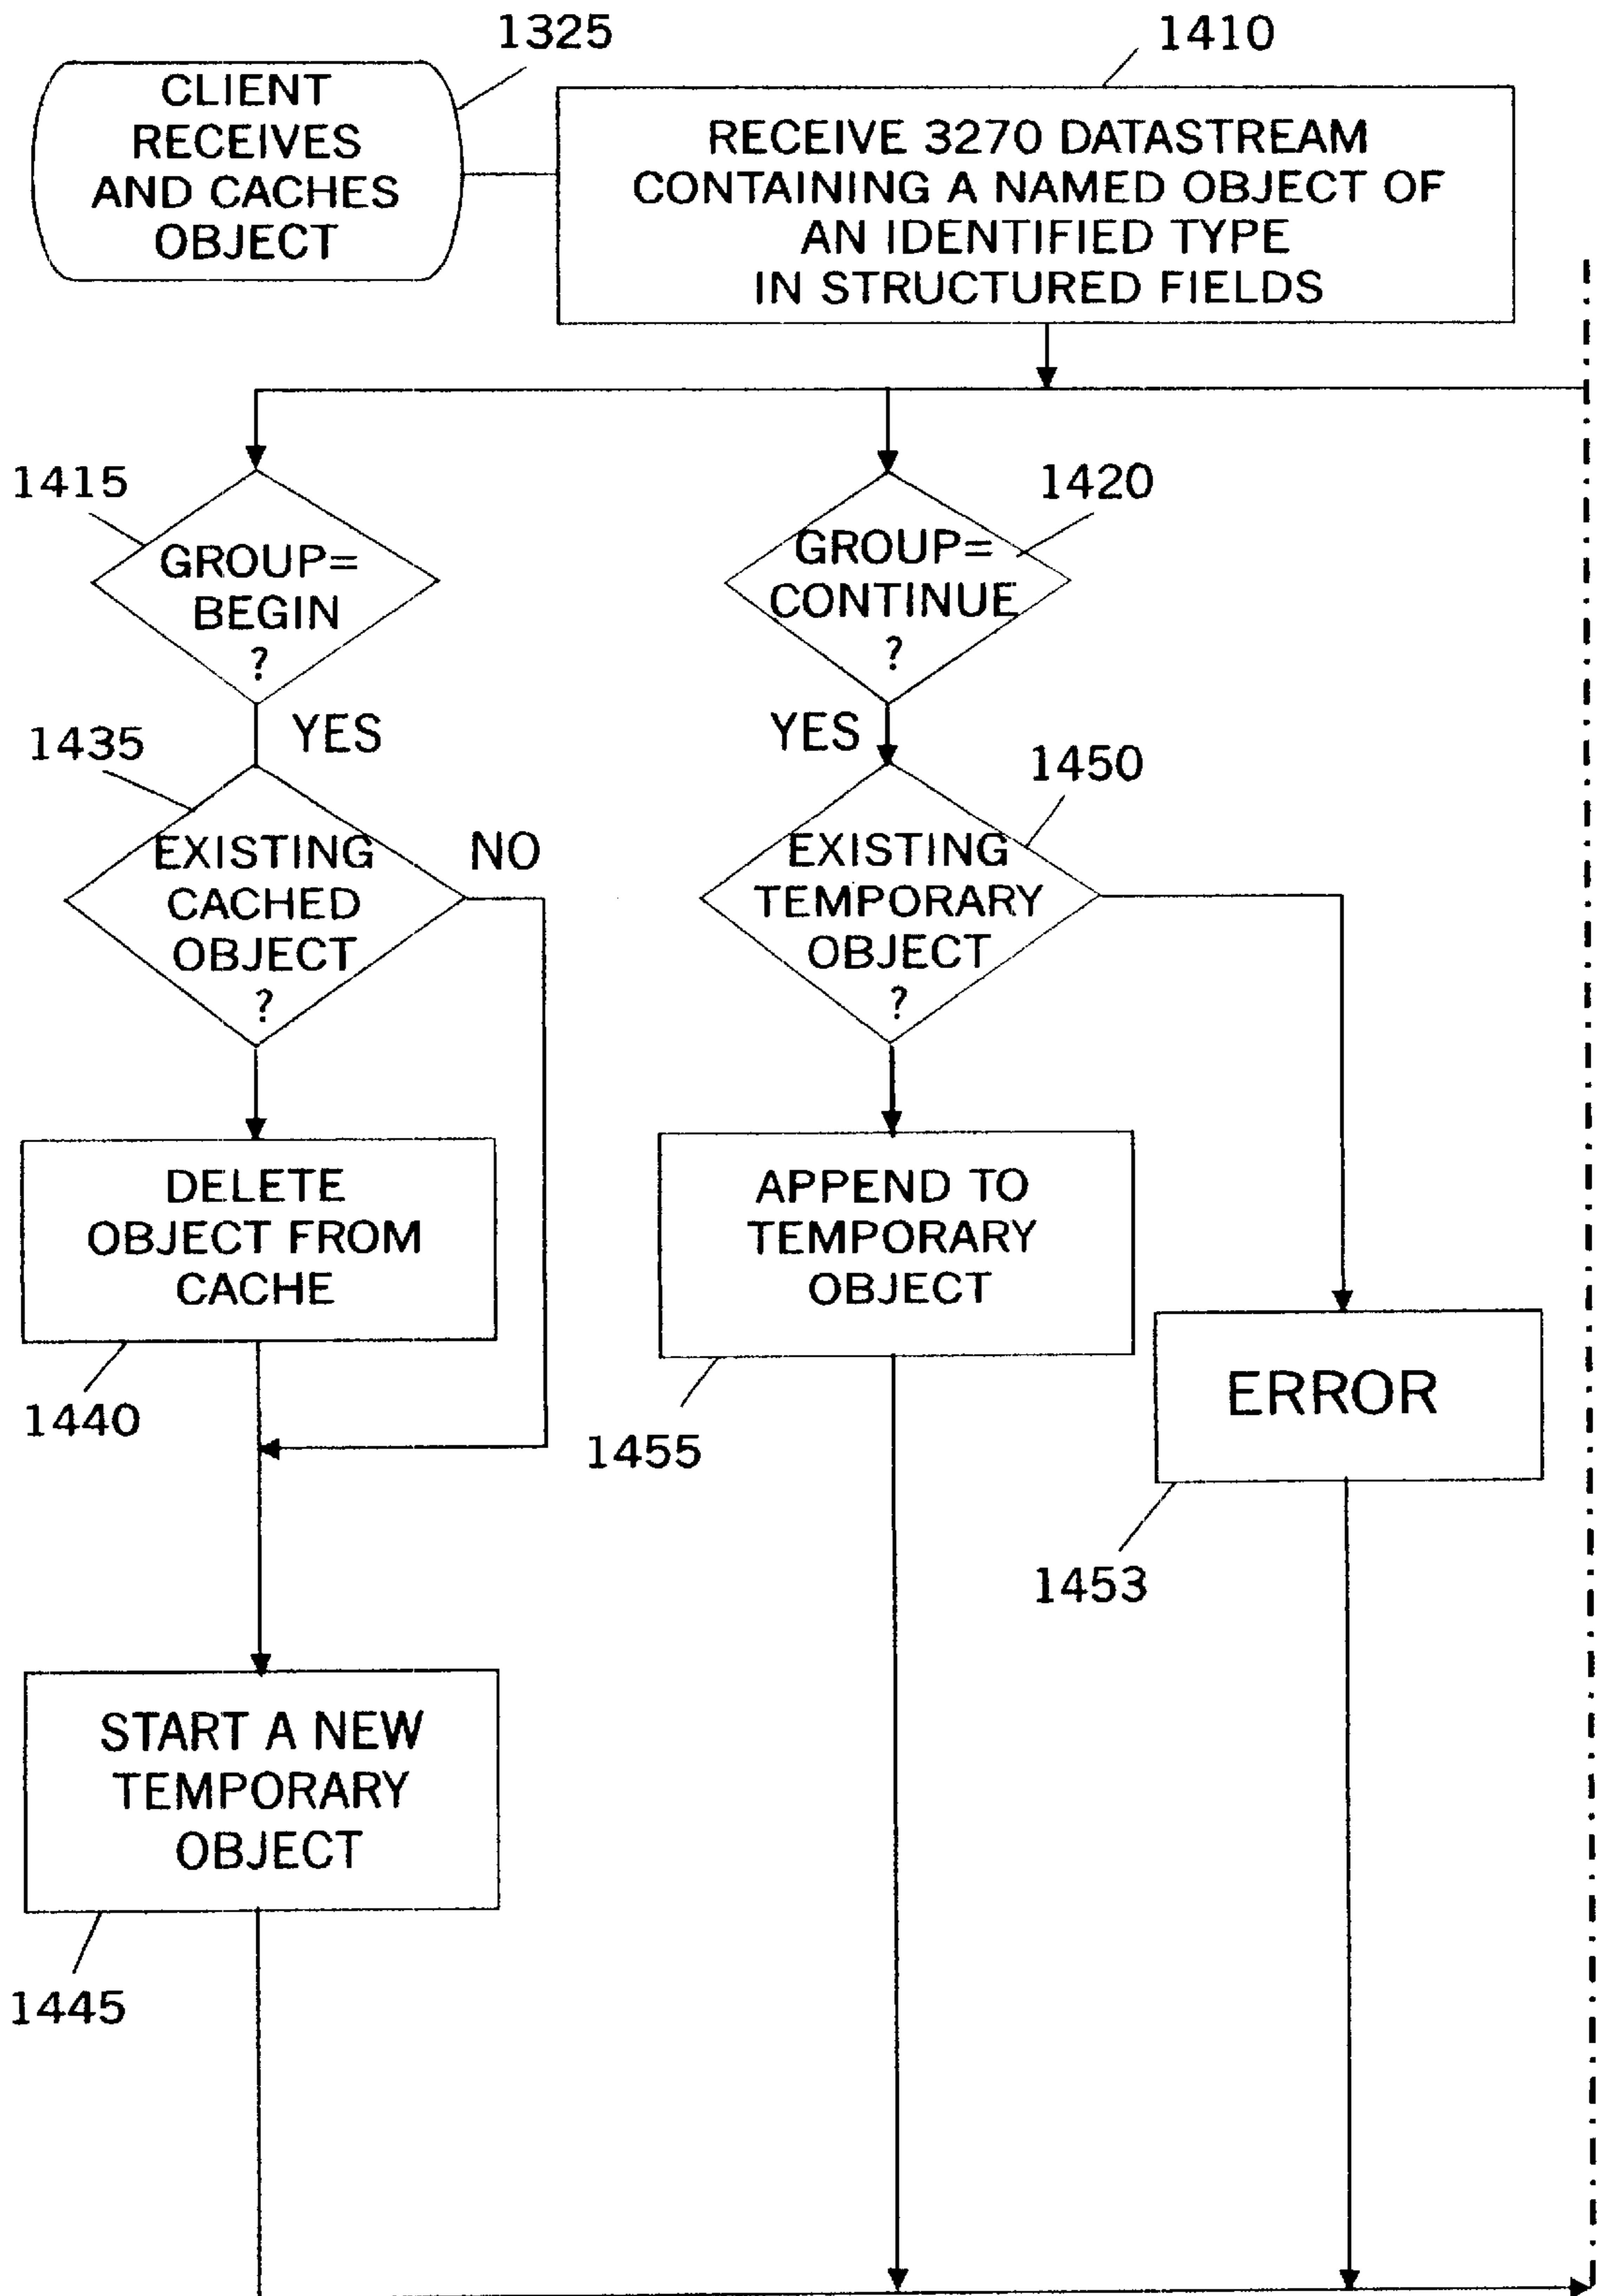 1325
1410
CLIENT
RECEIVES
AND CACHES
OBJECT
RECEIVE 3270 DATASTREAM
CONTAINING A NAMED OBJECT OF
AN IDENTIFIED TYPE
IN STRUCTURED FIELDS
1415
GROUP=
BEGIN
?
1420
GROUP=
CONTINUE
?
YES
YES
1435
EXISTING
CACHED
OBJECT
?
NO
1450
EXISTING
TEMPORARY
OBJECT
?
DELETE
OBJECT FROM
CACHE
1440
APPEND TO
TEMPORARY
OBJECT
1455
ERROR
1453
START A NEW
TEMPORARY
OBJECT
1445